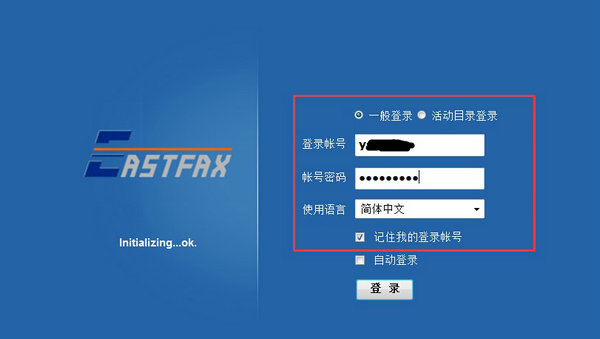 一般登录 活动目录登录
EASTFAX
登录帐号 y
帐号密码 ●●●●●●●●●
使用语言 简体中文
Initializing...ok.
记住我的登录帐号
自动登录
登 录